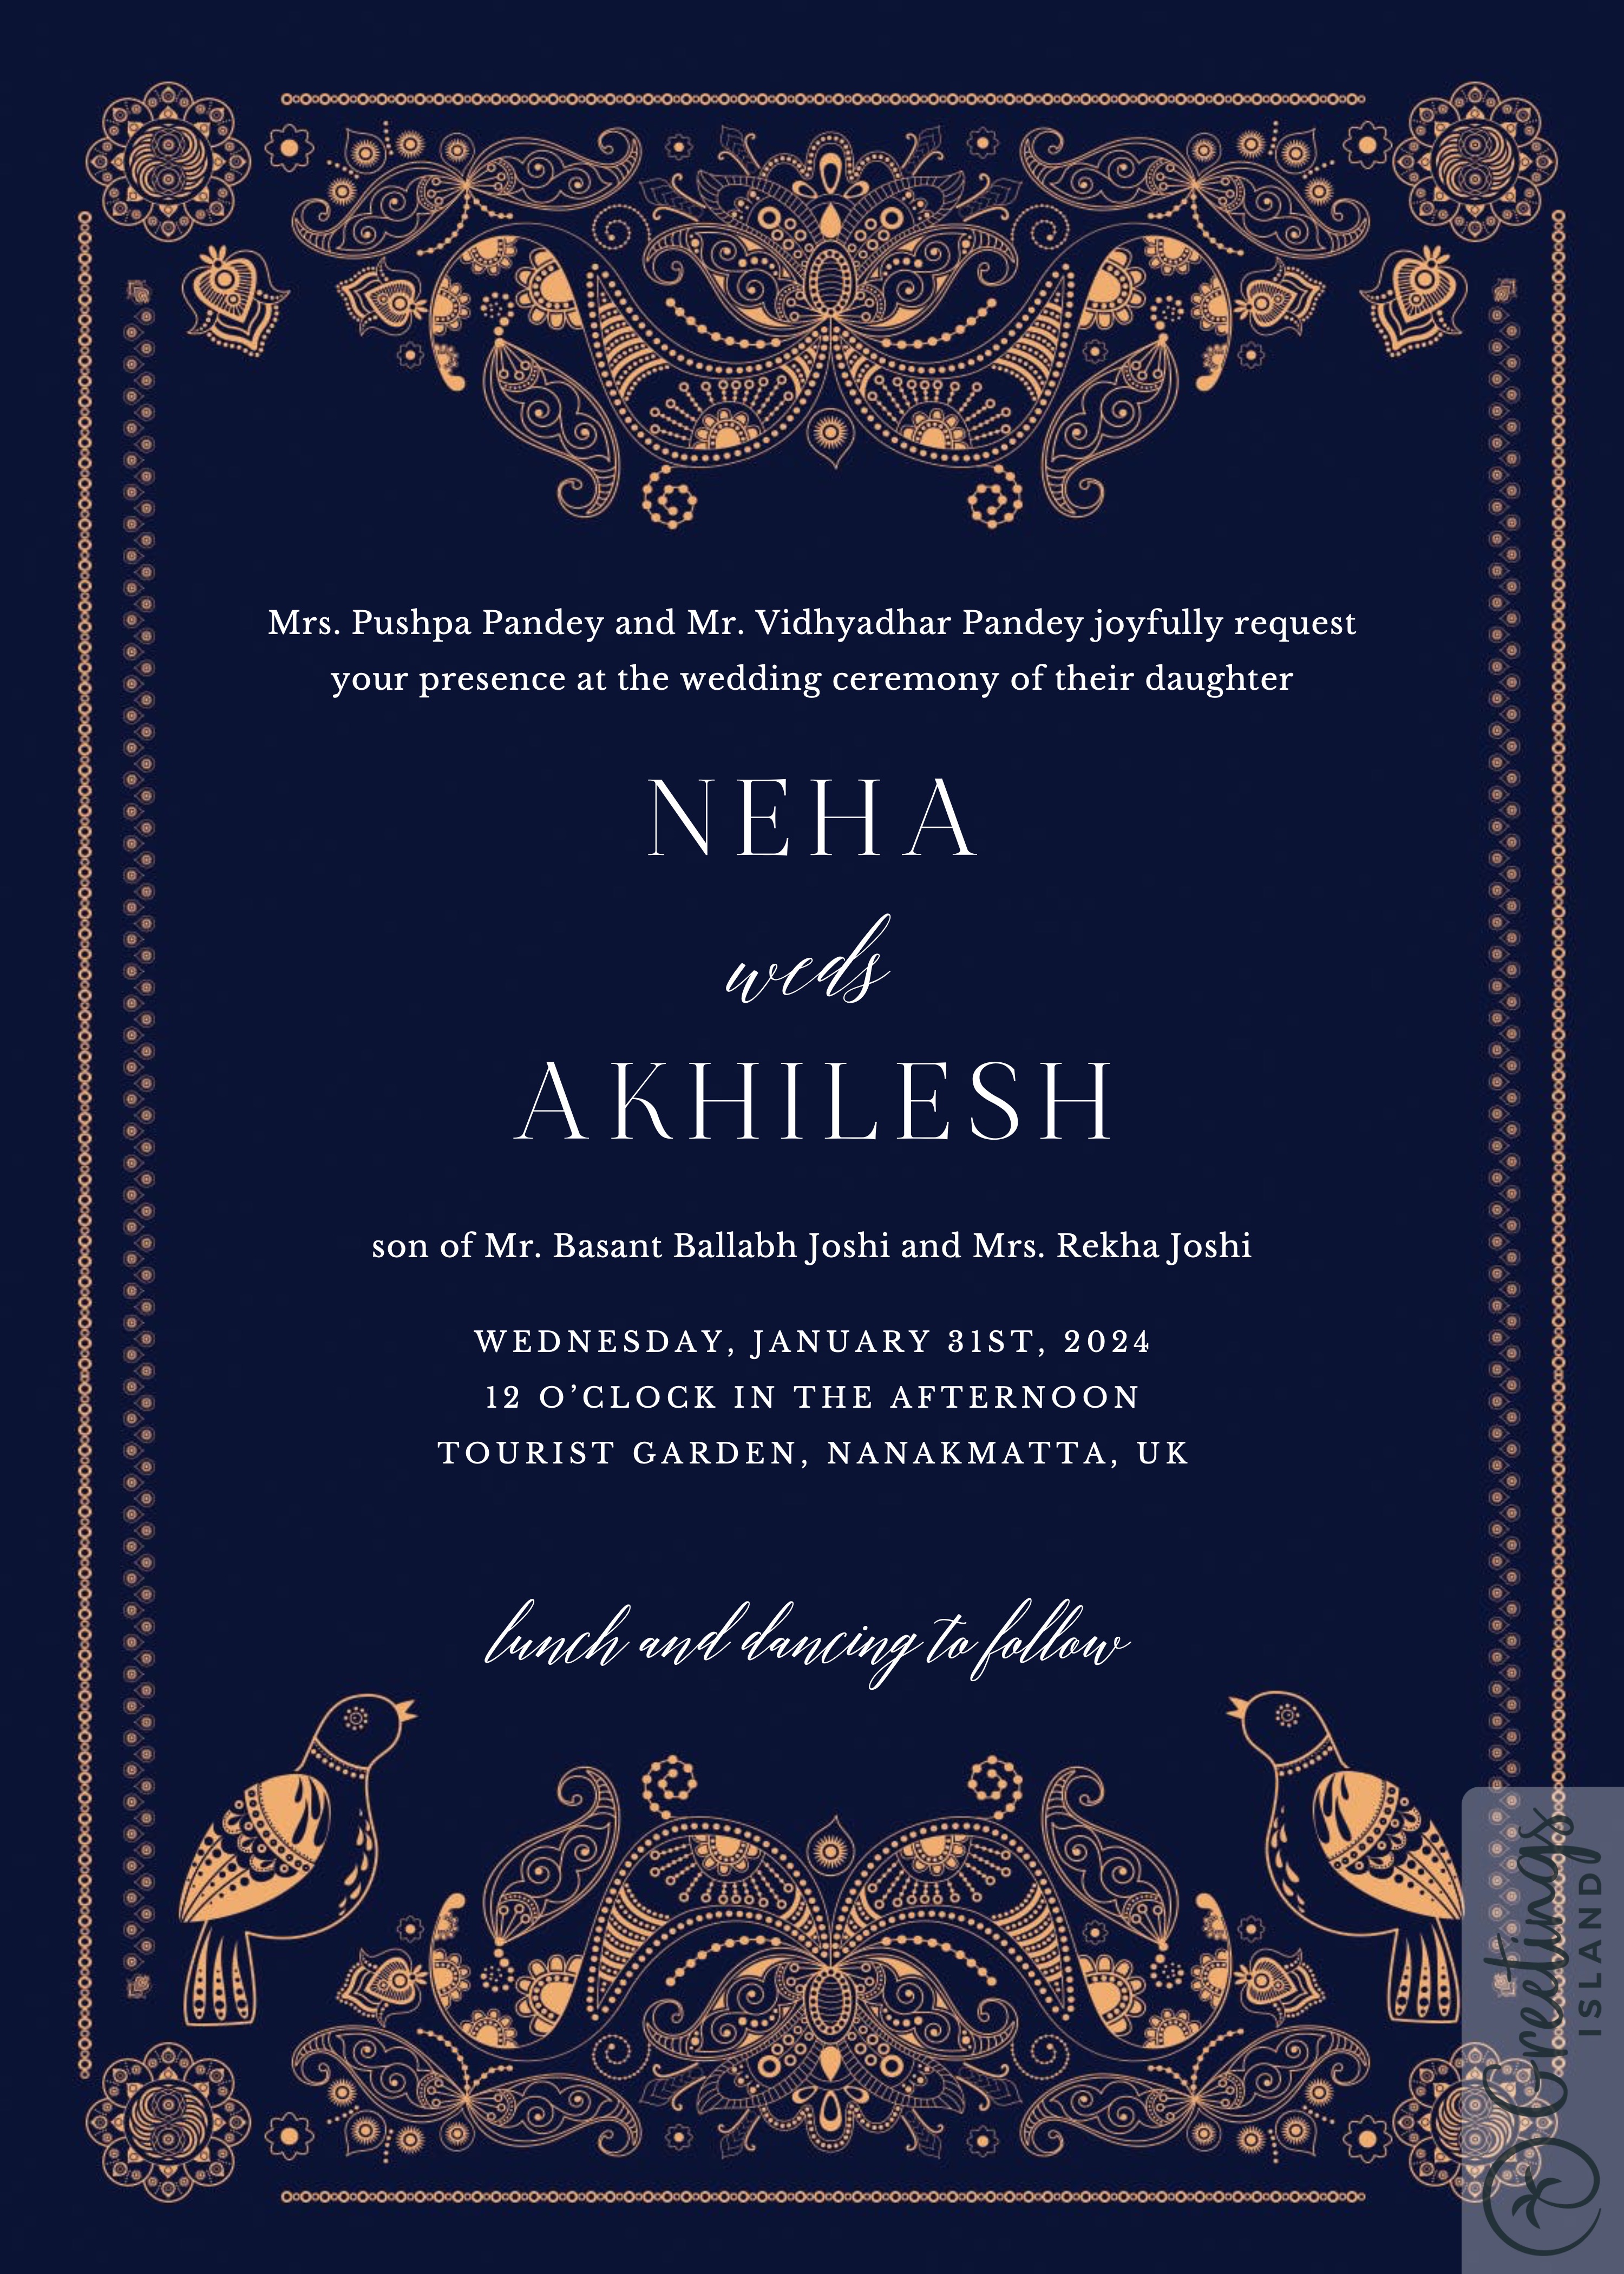 Mrs. Pushpa Pandey and Mr. Vidhyadhar Pandey joyfully request
your presence at the wedding ceremony of their daughter
NEHA
weds
AKHILESH
son of Mr. Basant Ballabh Joshi and Mrs. Rekha Joshi
WEDNESDAY, JANUARY 31ST, 2024
12 O’CLOCK IN THE AFTERNOON
TOURIST GARDEN, NANAKMATTA, UK
lunch and dancing to follow
Greetings
ISLAND